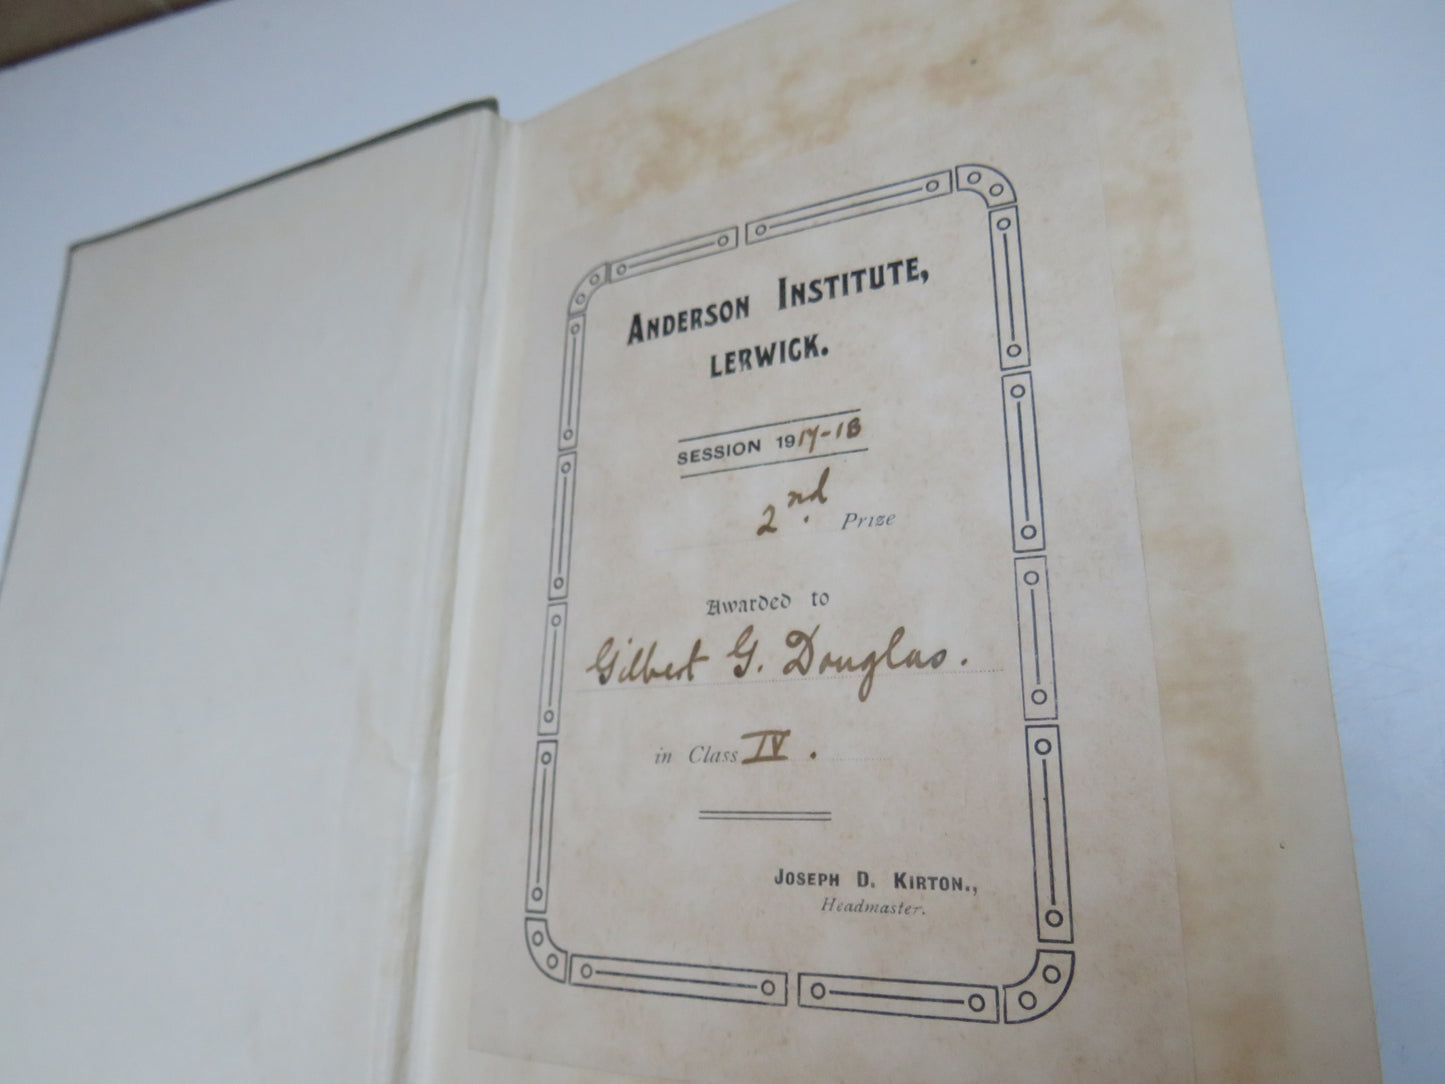 ANDERSON INSTITUTE,
LERWICK.
SESSION 1917-18
2nd. Prize
Awarded to
Gilbert G. Douglas.
in Class IV.
JOSEPH D. KIRTON.,
Headmaster.